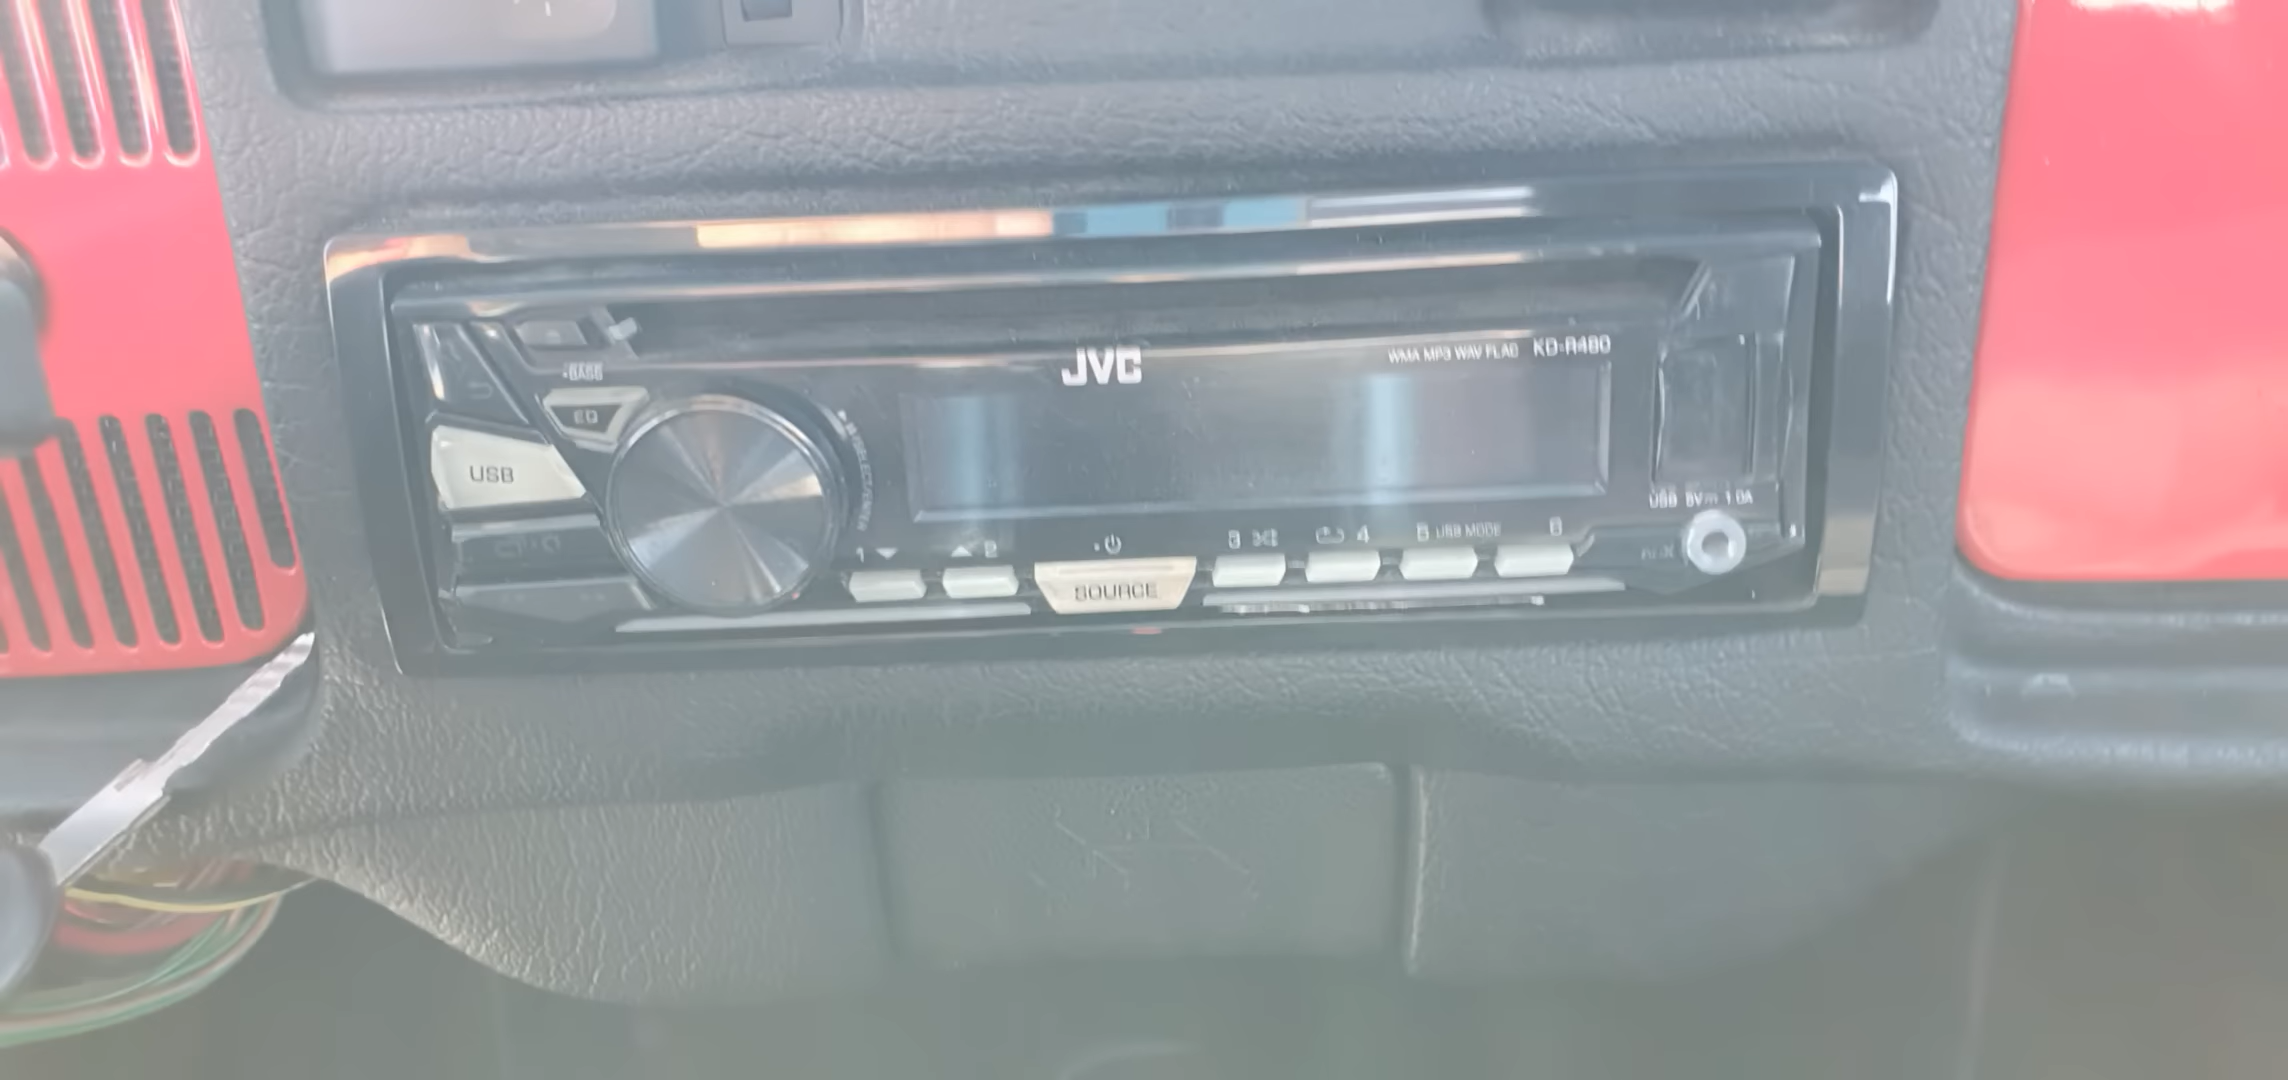 JVC
WMA MP3 WAV FLAC KD-R480
-BASS
EQ
USB
USB 5V⎓ 1.0A
1 2
3 4 5 USB MODE 6
SOURCE
AUX